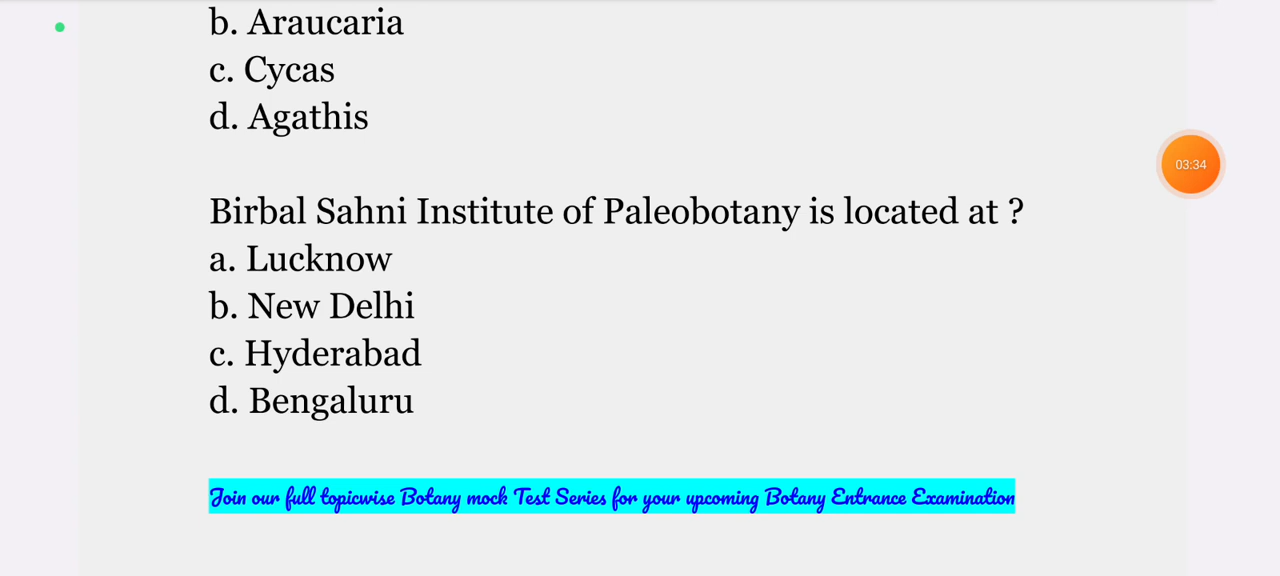 b. Araucaria
c. Cycas
d. Agathis
03:34
Birbal Sahni Institute of Paleobotany is located at ?
a. Lucknow
b. New Delhi
c. Hyderabad
d. Bengaluru
Join our full topicwise Botany mock Test Series for your upcoming Botany Entrance Examination